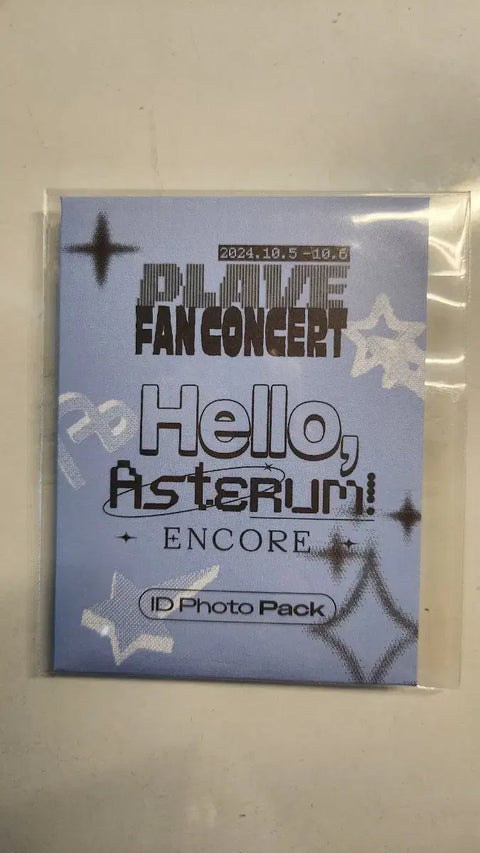 2024.10.5 -10.6
PLAVE
FAN CONCERT
Hello,
Asterum!
ENCORE
ID Photo Pack